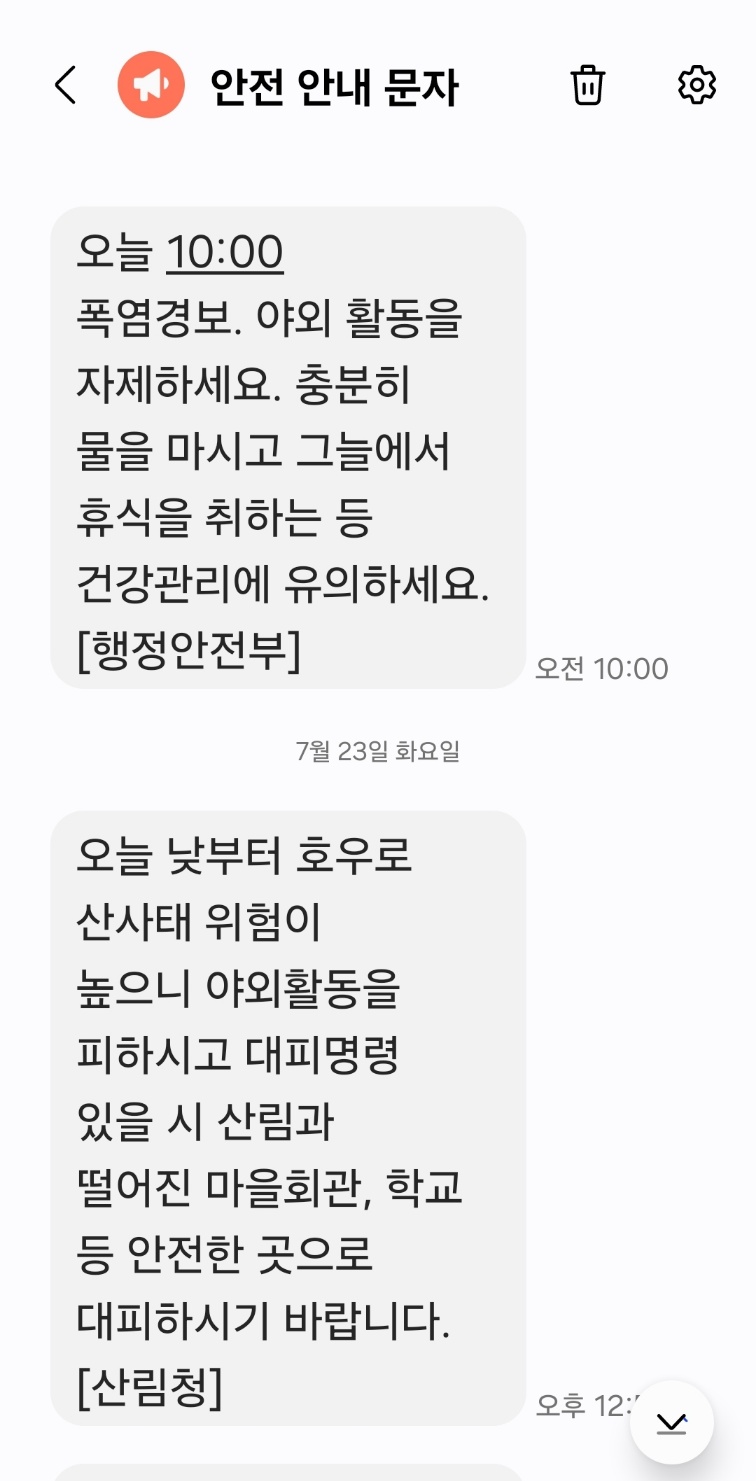 안전 안내 문자
오늘 10:00
폭염경보. 야외 활동을
자제하세요. 충분히
물을 마시고 그늘에서
휴식을 취하는 등
건강관리에 유의하세요.
[행정안전부]
오전 10:00
7월 23일 화요일
오늘 낮부터 호우로
산사태 위험이
높으니 야외활동을
피하시고 대피명령
있을 시 산림과
떨어진 마을회관, 학교
등 안전한 곳으로
대피하시기 바랍니다.
[산림청]
오후 12: